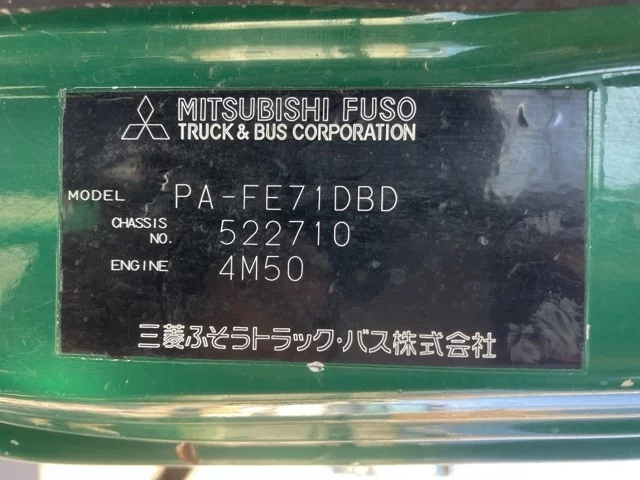 MITSUBISHI FUSO
TRUCK & BUS CORPORATION
MODEL PA-FE71DBD
CHASSIS NO. 522710
ENGINE 4M50
三菱ふそうトラック・バス株式会社